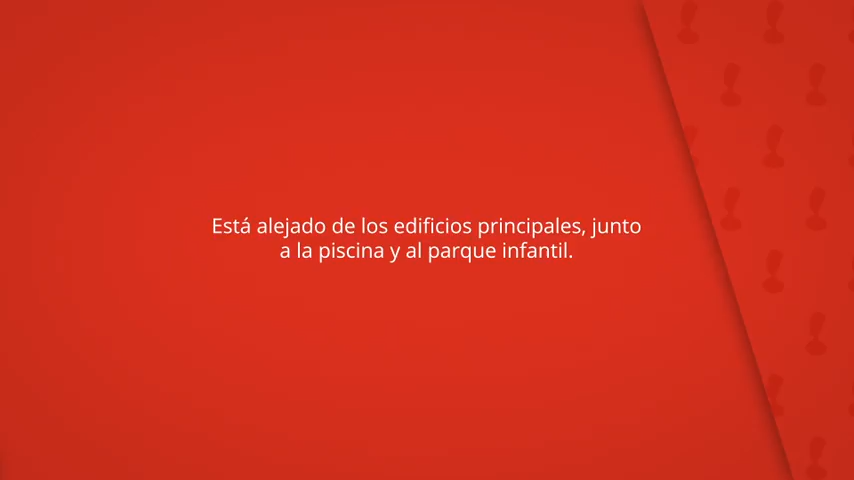 Está alejado de los edificios principales, junto
a la piscina y al parque infantil.